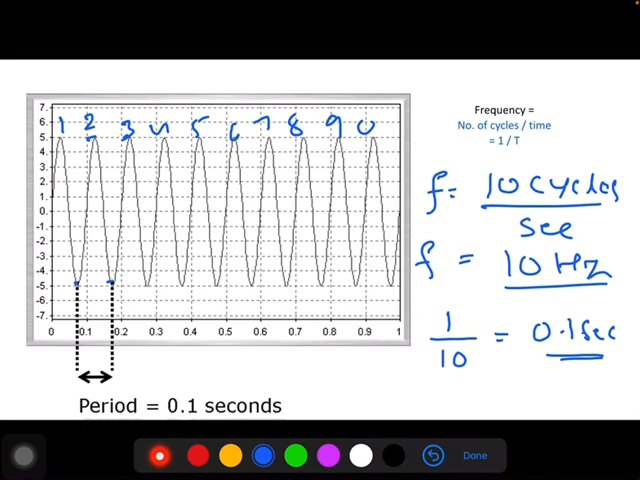 7.
6.
5.
4.
3.
2.
1.
0.
-1.
-2.
-3.
-4.
-5.
-6.
-7.
1 2 3 4 5 6 7 8 9 0
0 0.1 0.2 0.3 0.4 0.5 0.6 0.7 0.8 0.9 1
Period = 0.1 seconds
Frequency =
No. of cycles / time
= 1 / T
f = 10 cycles
sec
f = 10 Hz
1
10
= 0.1 sec
Done